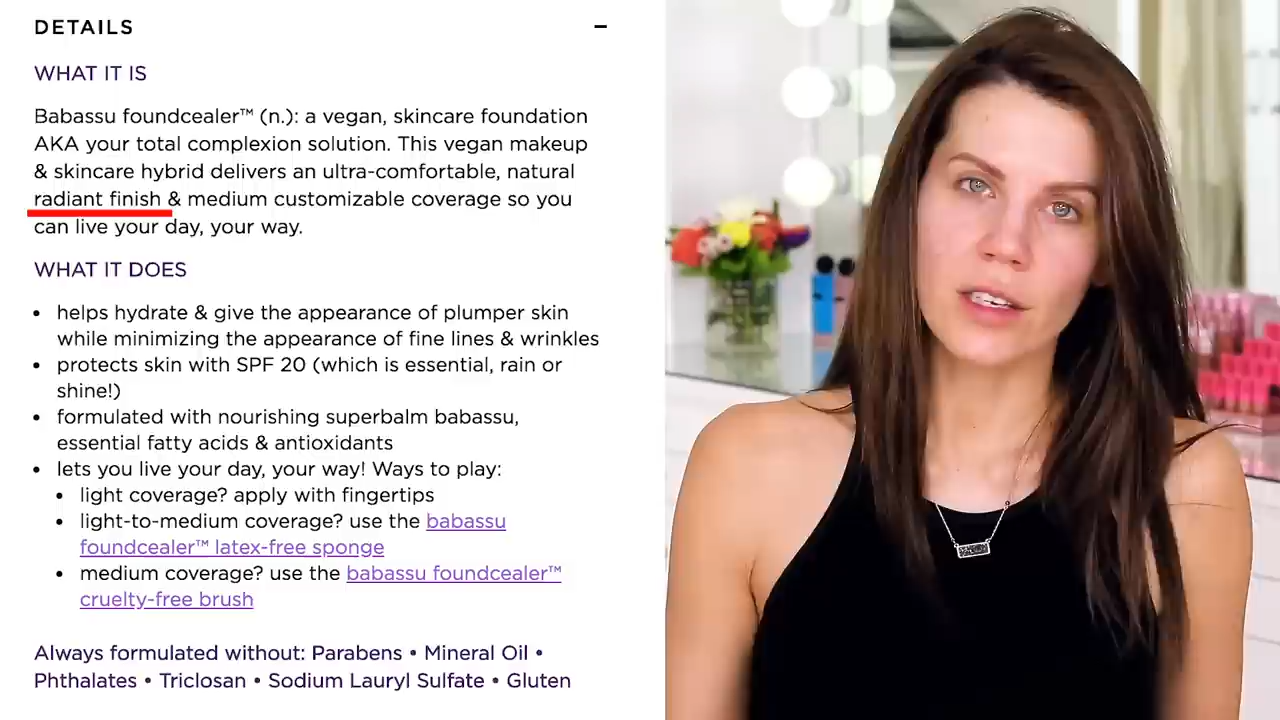 DETAILS –
WHAT IT IS
Babassu foundcealer™ (n.): a vegan, skincare foundation
AKA your total complexion solution. This vegan makeup
& skincare hybrid delivers an ultra-comfortable, natural
radiant finish & medium customizable coverage so you
can live your day, your way.
WHAT IT DOES
• helps hydrate & give the appearance of plumper skin
while minimizing the appearance of fine lines & wrinkles
• protects skin with SPF 20 (which is essential, rain or
shine!)
• formulated with nourishing superbalm babassu,
essential fatty acids & antioxidants
• lets you live your day, your way! Ways to play:
• light coverage? apply with fingertips
• light-to-medium coverage? use the babassu
foundcealer™ latex-free sponge
• medium coverage? use the babassu foundcealer™
cruelty-free brush
Always formulated without: Parabens • Mineral Oil •
Phthalates • Triclosan • Sodium Lauryl Sulfate • Gluten